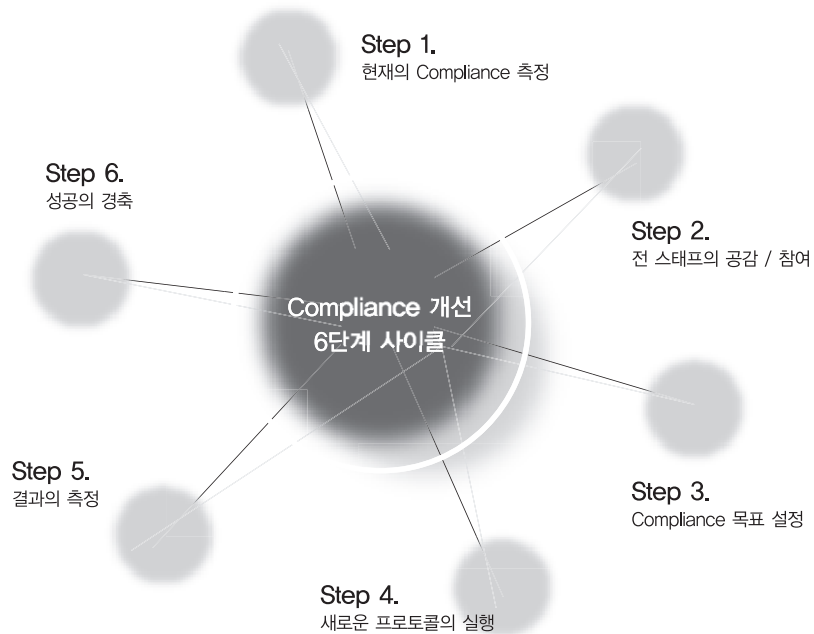 Step 1.
현재의 Compliance 측정
Step 2.
전 스태프의 공감 / 참여
Step 3.
Compliance 목표 설정
Step 4.
새로운 프로토콜의 실행
Step 5.
결과의 측정
Step 6.
성공의 경축
Compliance 개선
6단계 사이클